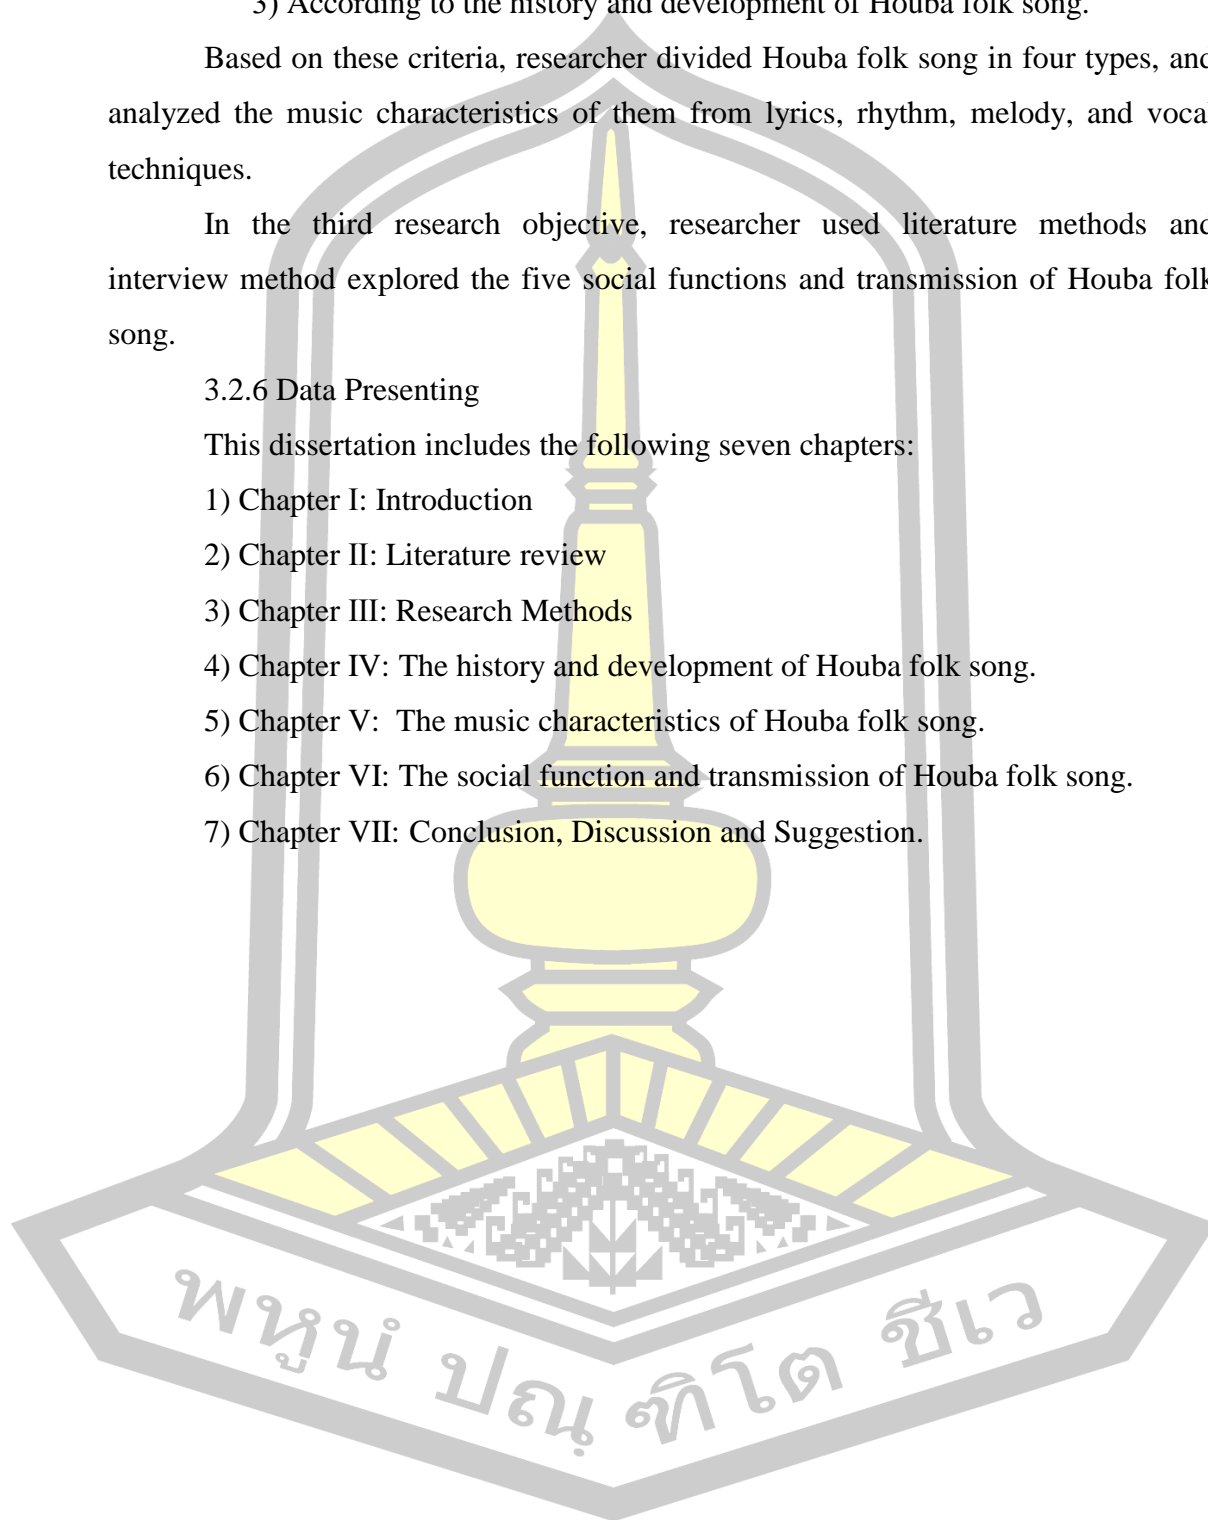 3) According to the history and development of Houba folk song.
Based on these criteria, researcher divided Houba folk song in four types, and
analyzed the music characteristics of them from lyrics, rhythm, melody, and vocal
techniques.
In the third research objective, researcher used literature methods and
interview method explored the five social functions and transmission of Houba folk
song.
3.2.6 Data Presenting
This dissertation includes the following seven chapters:
1) Chapter I: Introduction
2) Chapter II: Literature review
3) Chapter III: Research Methods
4) Chapter IV: The history and development of Houba folk song.
5) Chapter V: The music characteristics of Houba folk song.
6) Chapter VI: The social function and transmission of Houba folk song.
7) Chapter VII: Conclusion, Discussion and Suggestion.
พหูนํ ปณฺฑิโต ชีเว